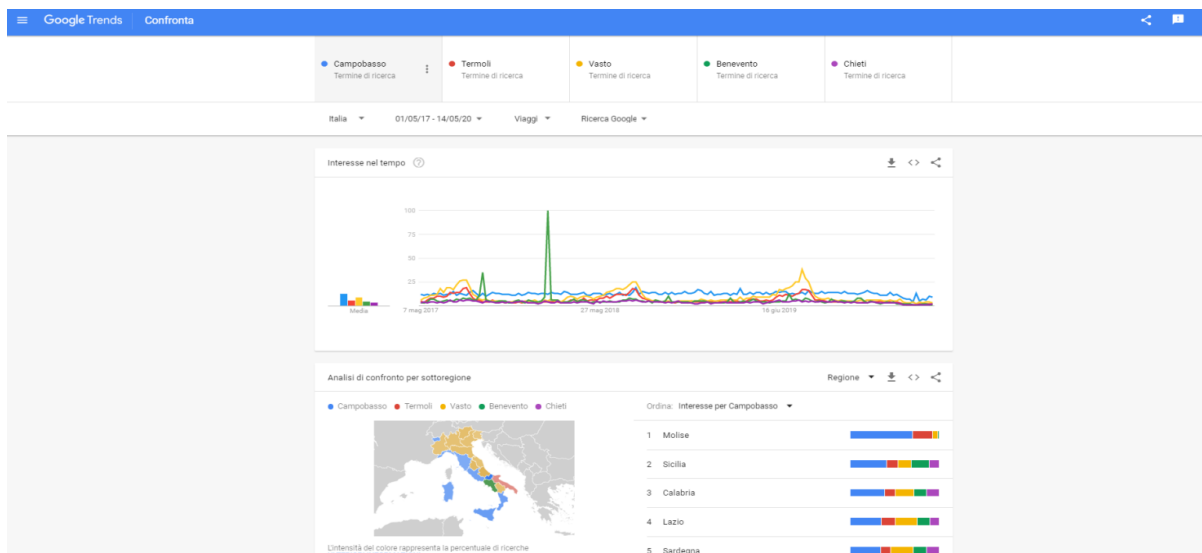 Google Trends Confronta
Campobasso
Termine di ricerca
Termoli
Termine di ricerca
Vasto
Termine di ricerca
Benevento
Termine di ricerca
Chieti
Termine di ricerca
Italia 01/05/17 - 14/05/20 Viaggi Ricerca Google
Interesse nel tempo
100
75
50
25
Media
7 mag 2017 27 mag 2018 16 giu 2019
Analisi di confronto per sottoregione Regione
Campobasso Termoli Vasto Benevento Chieti
Ordina: Interesse per Campobasso
1 Molise
2 Sicilia
3 Calabria
4 Lazio
5 Sardegna
L'intensità del colore rappresenta la percentuale di ricerche